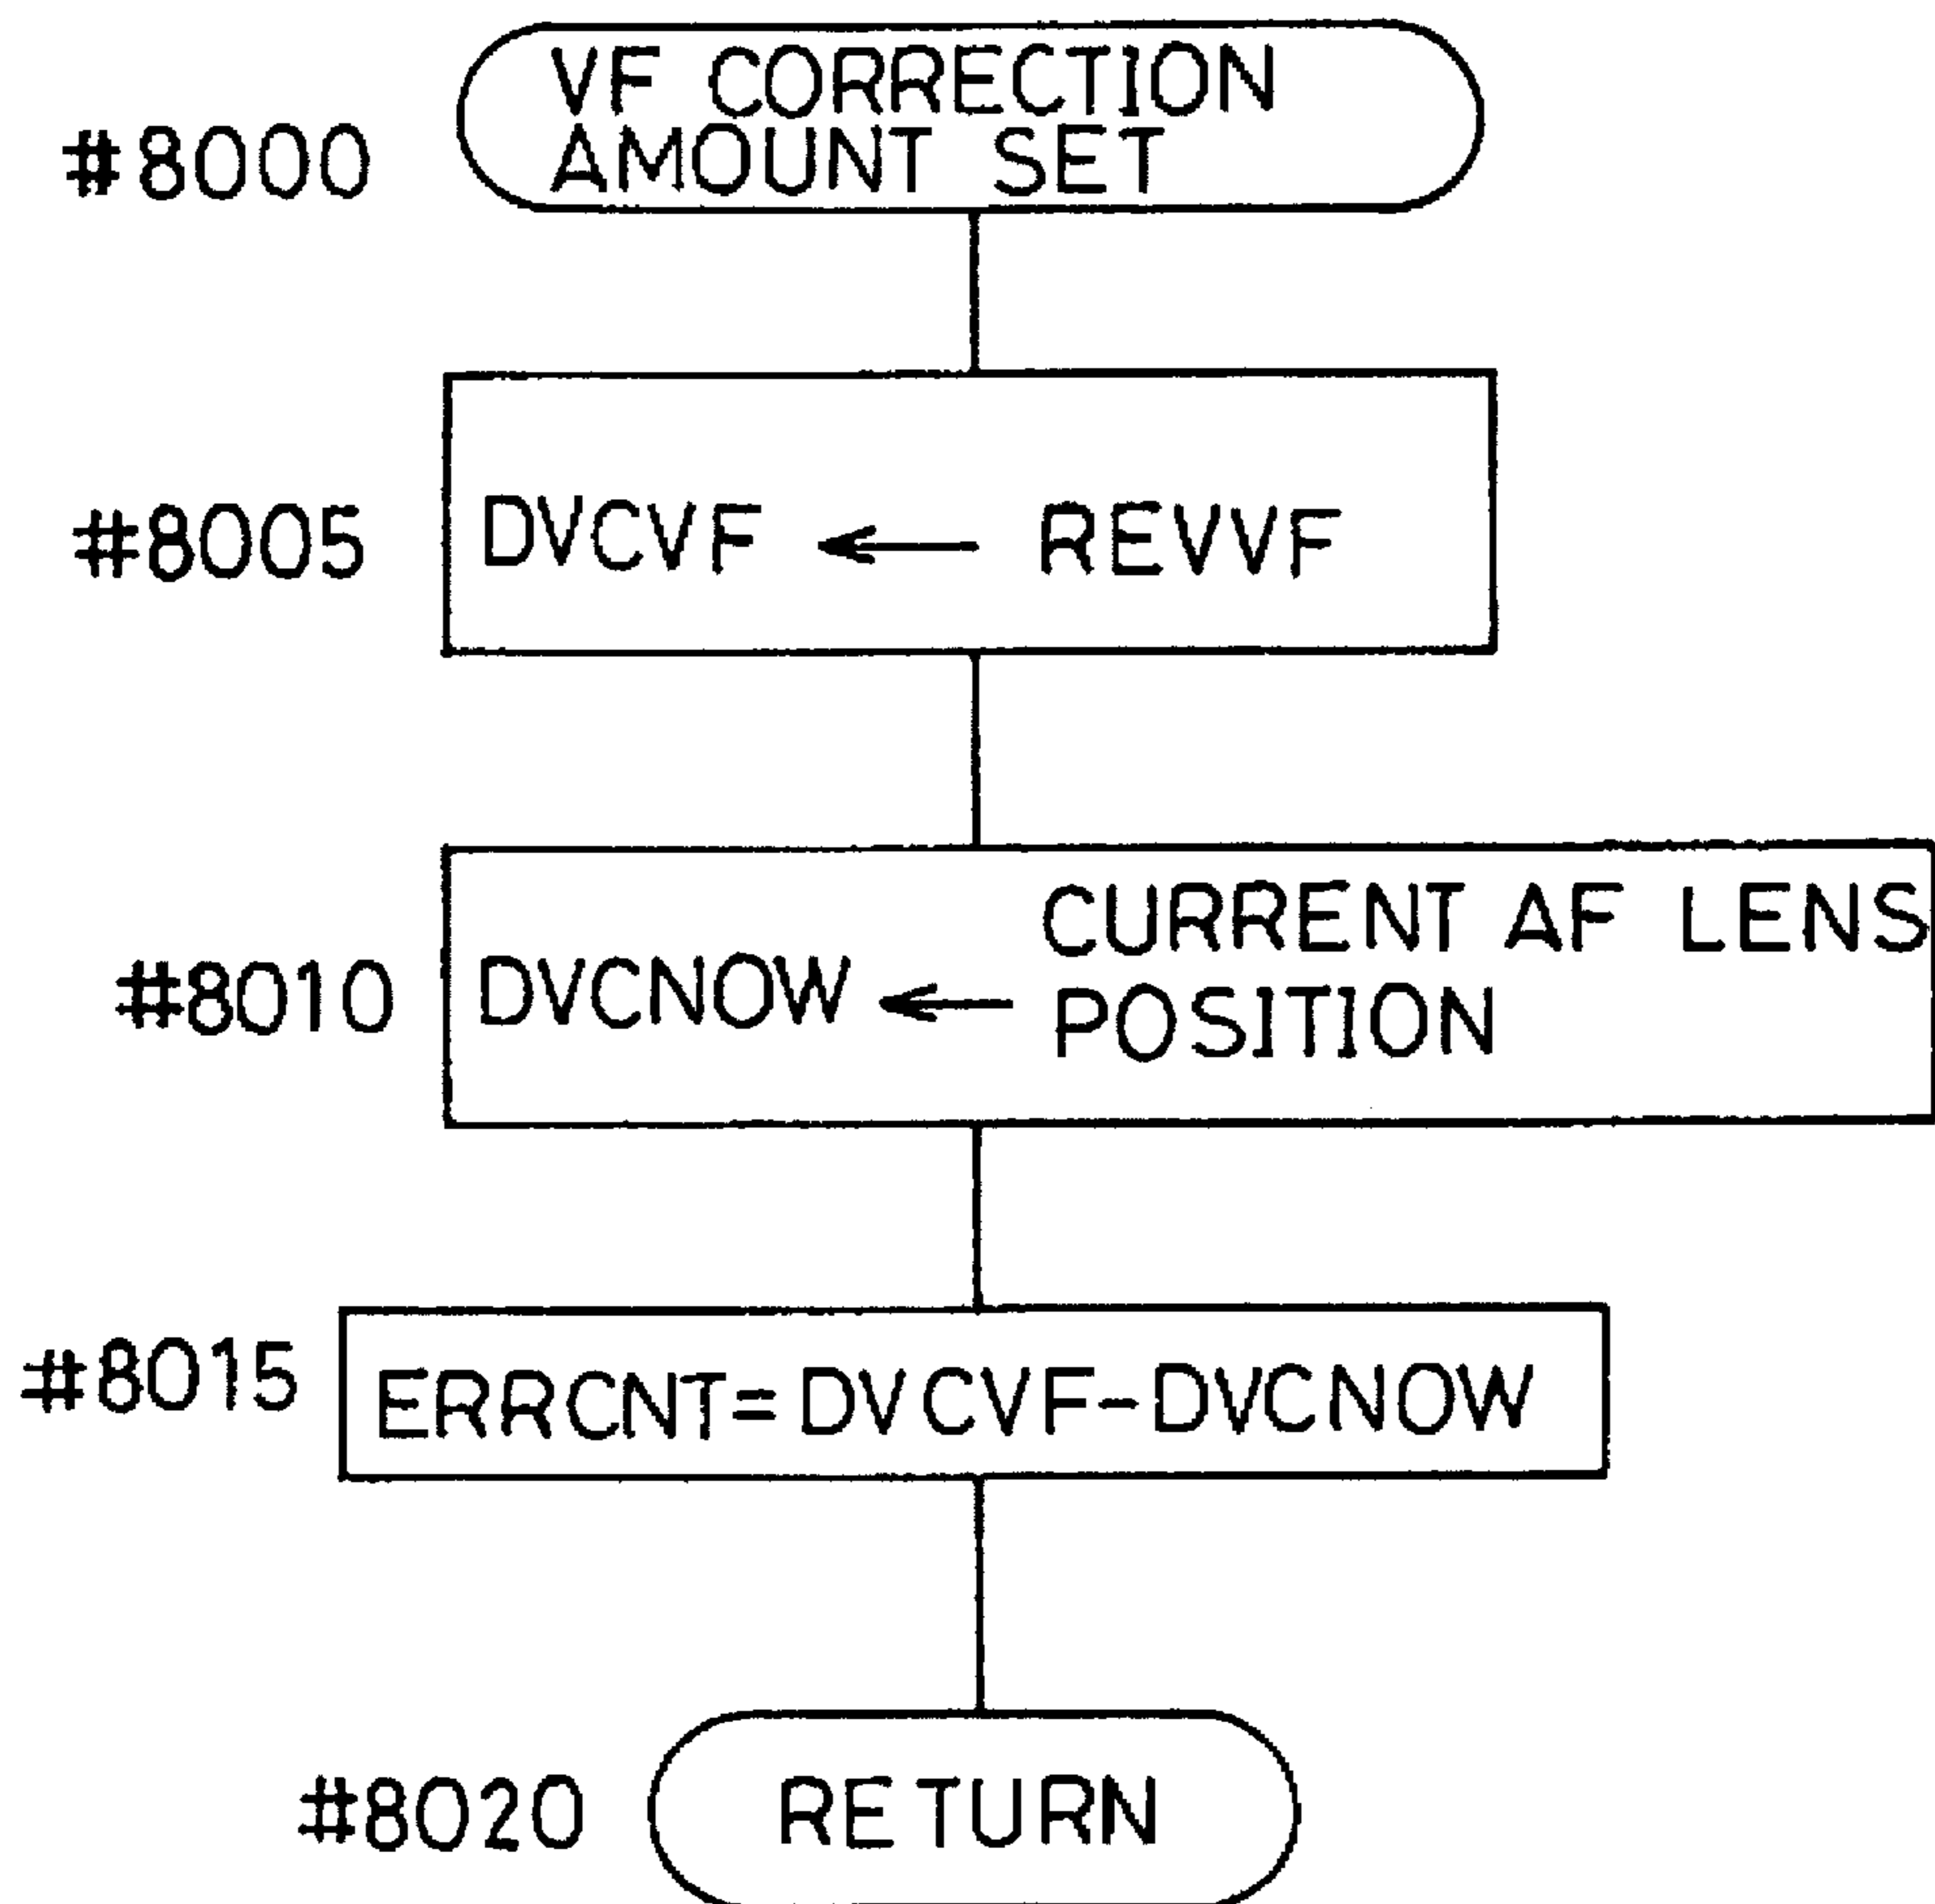 VF CORRECTION
#8000 AMOUNT SET
#8005 DVCVF ← REVVF
CURRENT AF LENS
#8010 DVCNOW ← POSITION
#8015 ERRCNT=DVCVF-DVCNOW
#8020 RETURN